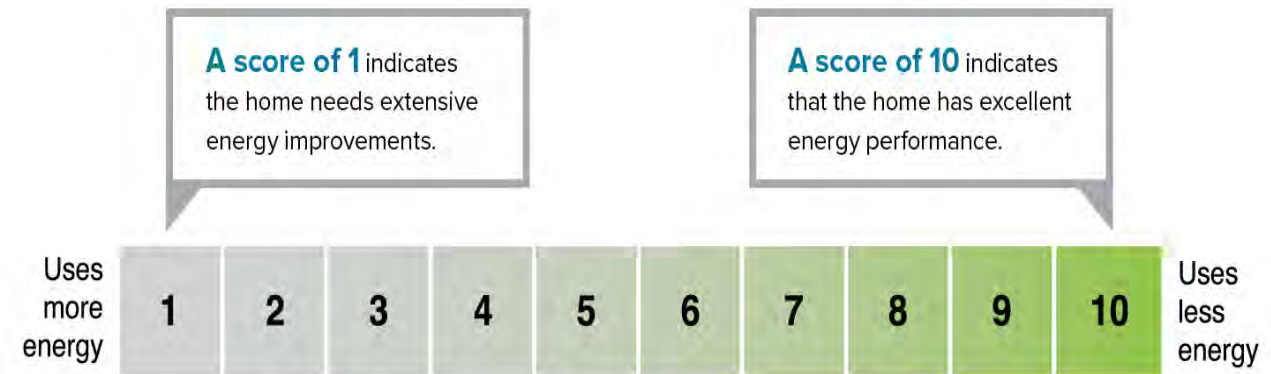 A score of 1 indicates
the home needs extensive
energy improvements.
A score of 10 indicates
that the home has excellent
energy performance.
Uses
more
energy
1 2 3 4 5 6 7 8 9 10
Uses
less
energy